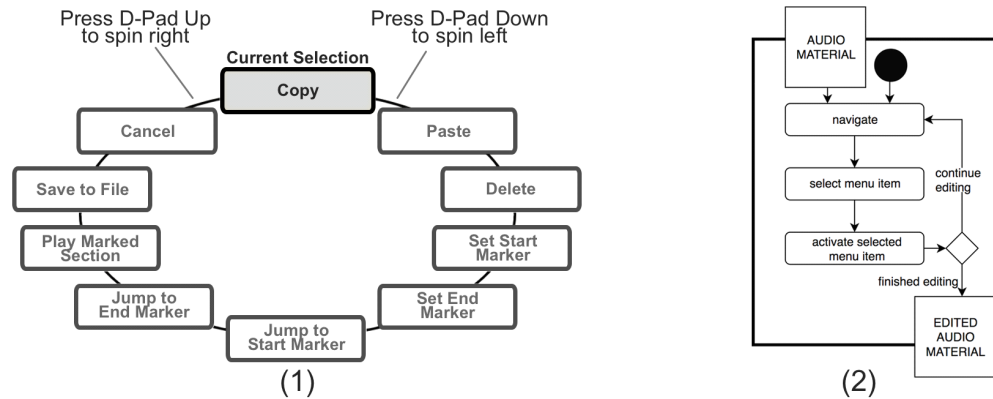 Press D-Pad Up
to spin right
Press D-Pad Down
to spin left
Current Selection
Copy
Cancel
Paste
Save to File
Delete
Play Marked
Section
Set Start
Marker
Jump to
End Marker
Set End
Marker
Jump to
Start Marker
(1)
AUDIO
MATERIAL
navigate
select menu item
continue
editing
activate selected
menu item
finished editing
EDITED
AUDIO
MATERIAL
(2)